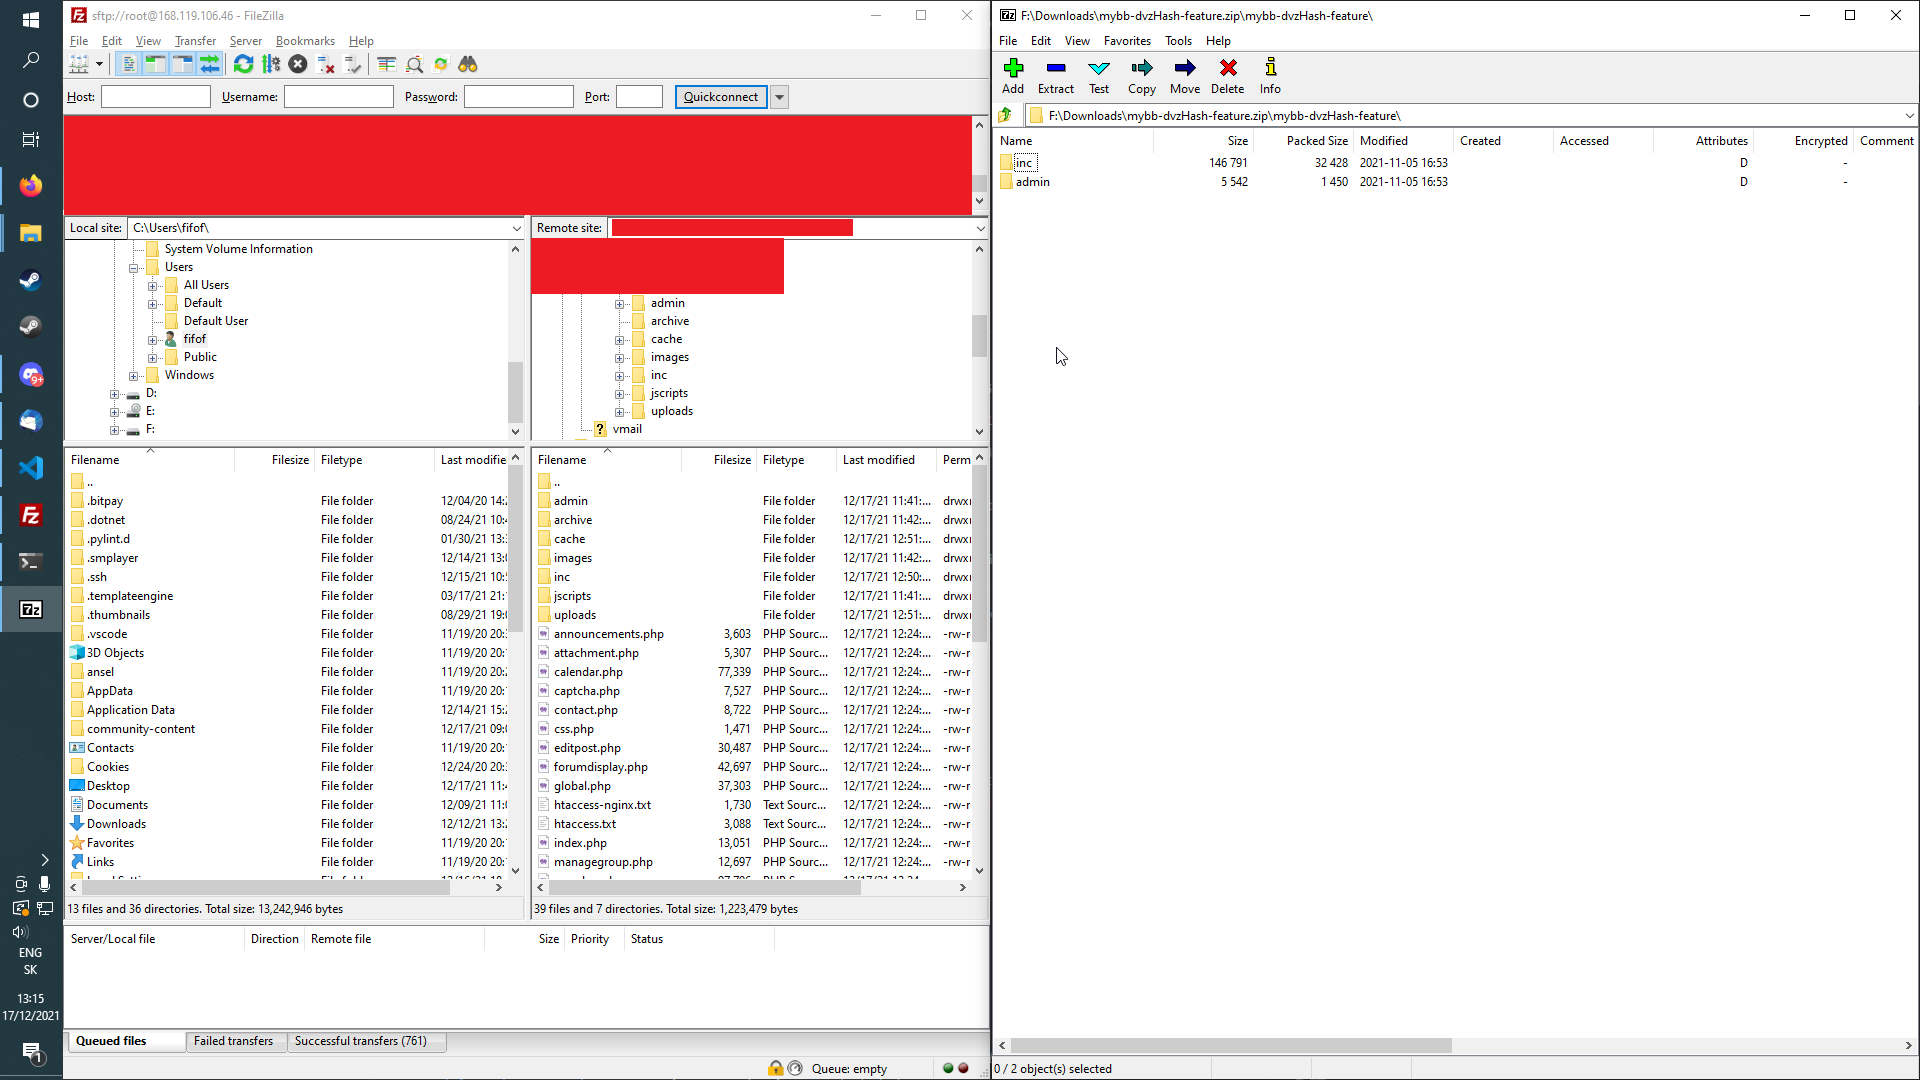 sftp://root@168.119.106.46 - FileZilla
File Edit View Transfer Server Bookmarks Help
Host: Username: Password: Port: Quickconnect
Local site: C:\Users\fifof\
System Volume Information
Users
All Users
Default
Default User
fifof
Public
Windows
D:
E:
F:
Remote site:
admin
archive
cache
images
inc
jscripts
uploads
? vmail
Filename Filesize Filetype Last modifie
..
.bitpay File folder 12/04/20 14:
.dotnet File folder 08/24/21 10:
.pylint.d File folder 01/30/21 13:
.smplayer File folder 12/14/21 13:
.ssh File folder 12/15/21 10:
.templateengine File folder 03/17/21 21:
.thumbnails File folder 08/29/21 19:
.vscode File folder 11/19/20 20:
3D Objects File folder 11/19/20 20:
ansel File folder 11/19/20 20:
AppData File folder 11/19/20 20:
Application Data File folder 12/14/21 15:
community-content File folder 12/17/21 09:
Contacts File folder 11/19/20 20:
Cookies File folder 12/24/20 20:
Desktop File folder 12/17/21 11:
Documents File folder 12/09/21 11:
Downloads File folder 12/12/21 13:
Favorites File folder 11/19/20 20:
Links File folder 11/19/20 20:
13 files and 36 directories. Total size: 13,242,946 bytes
Filename Filesize Filetype Last modified Perm
..
admin File folder 12/17/21 11:41:... drwx
archive File folder 12/17/21 11:42:... drwx
cache File folder 12/17/21 12:51:... drwx
images File folder 12/17/21 11:42:... drwx
inc File folder 12/17/21 12:50:... drwx
jscripts File folder 12/17/21 11:41:... drwx
uploads File folder 12/17/21 12:51:... drwx
announcements.php 3,603 PHP Sourc... 12/17/21 12:24:... -rw-r
attachment.php 5,307 PHP Sourc... 12/17/21 12:24:... -rw-r
calendar.php 77,339 PHP Sourc... 12/17/21 12:24:... -rw-r
captcha.php 7,527 PHP Sourc... 12/17/21 12:24:... -rw-r
contact.php 8,722 PHP Sourc... 12/17/21 12:24:... -rw-r
css.php 1,471 PHP Sourc... 12/17/21 12:24:... -rw-r
editpost.php 30,487 PHP Sourc... 12/17/21 12:24:... -rw-r
forumdisplay.php 42,697 PHP Sourc... 12/17/21 12:24:... -rw-r
global.php 37,303 PHP Sourc... 12/17/21 12:24:... -rw-r
htaccess-nginx.txt 1,730 Text Sourc... 12/17/21 12:24:... -rw-r
htaccess.txt 3,088 Text Sourc... 12/17/21 12:24:... -rw-r
index.php 13,051 PHP Sourc... 12/17/21 12:24:... -rw-r
managegroup.php 12,697 PHP Sourc... 12/17/21 12:24:... -rw-r
39 files and 7 directories. Total size: 1,223,479 bytes
Server/Local file Direction Remote file Size Priority Status
Queued files Failed transfers Successful transfers (761)
Queue: empty
F:\Downloads\mybb-dvzHash-feature.zip\mybb-dvzHash-feature\
File Edit View Favorites Tools Help
Add Extract Test Copy Move Delete Info
F:\Downloads\mybb-dvzHash-feature.zip\mybb-dvzHash-feature\
Name Size Packed Size Modified Created Accessed Attributes Encrypted Comment
inc 146 791 32 428 2021-11-05 16:53 D -
admin 5 542 1 450 2021-11-05 16:53 D -
0 / 2 object(s) selected
9+
Fz
7z
ENG
SK
13:15
17/12/2021
1